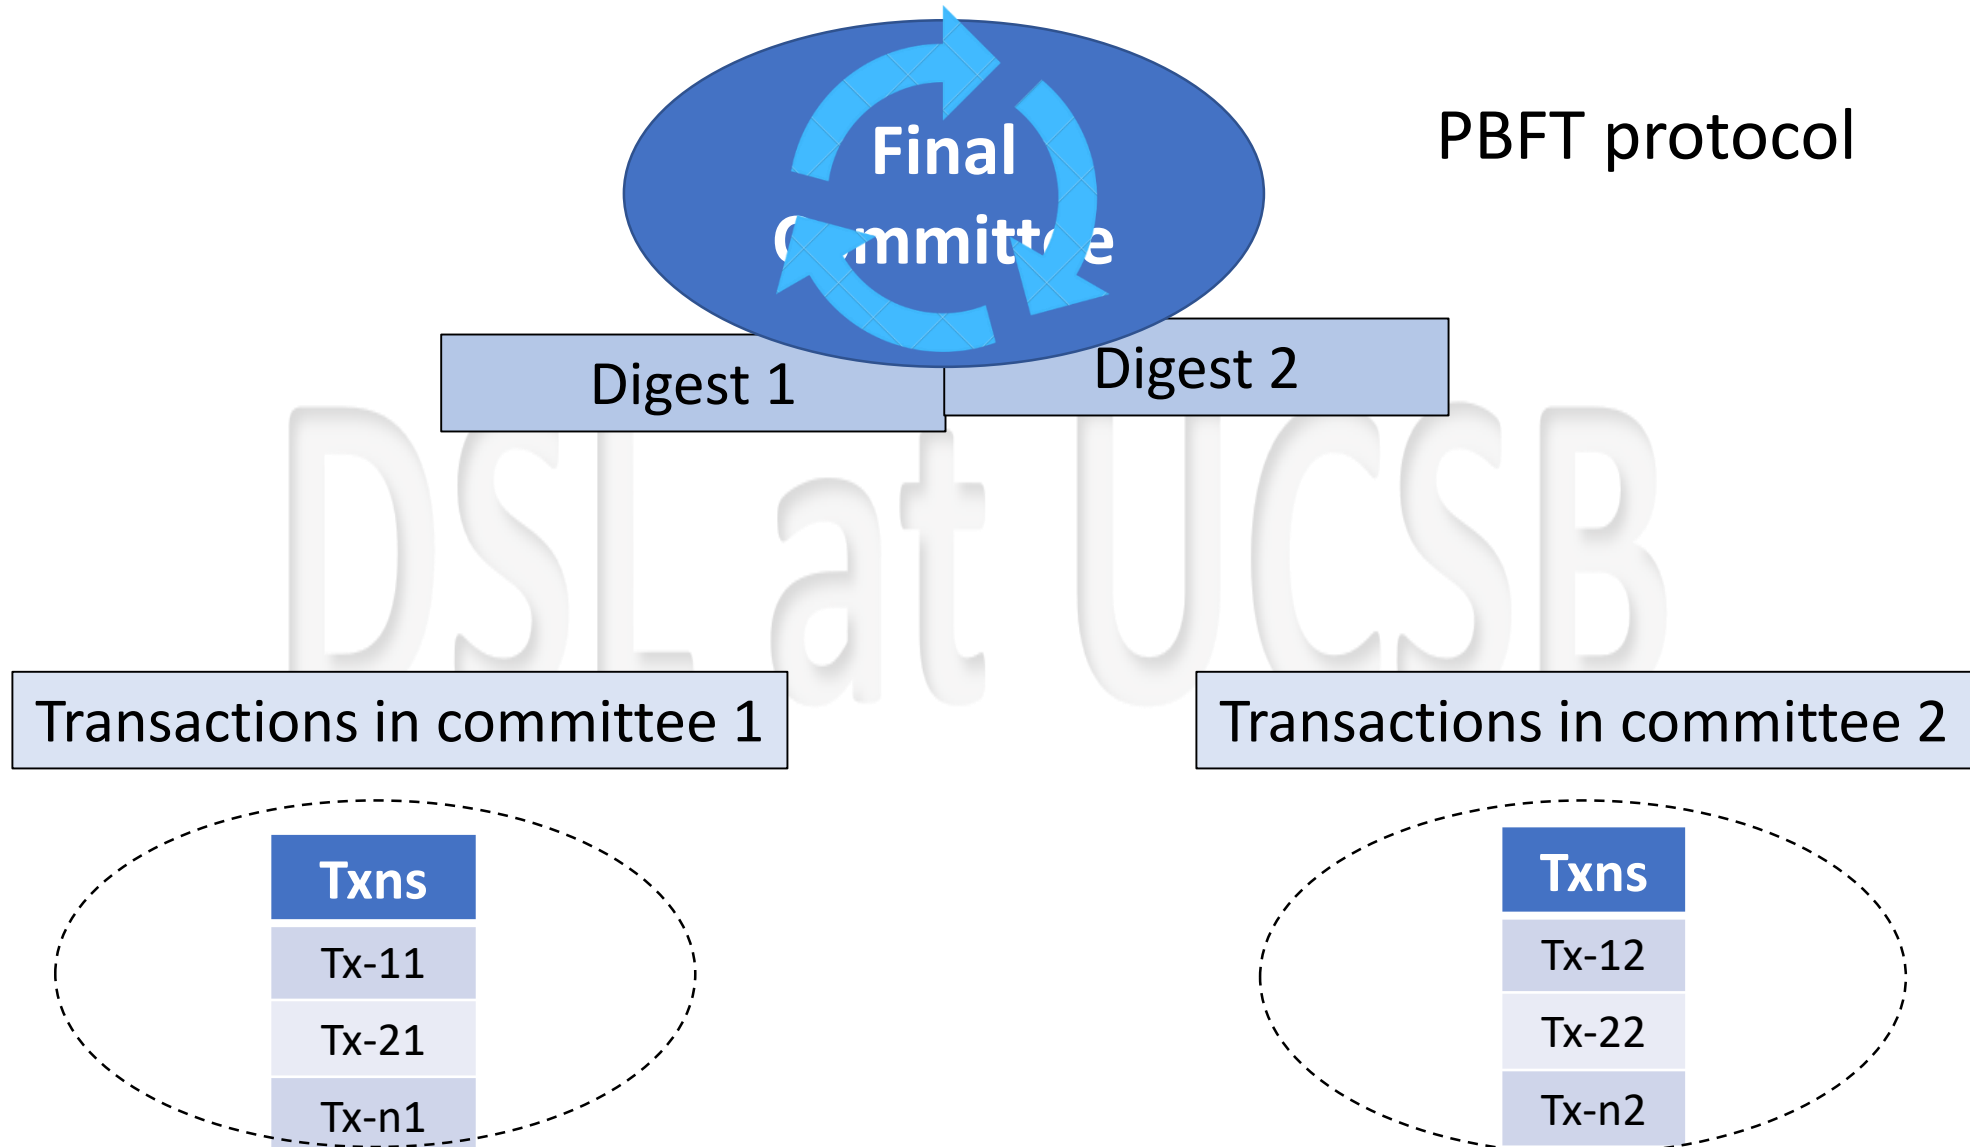 Final
Committee
PBFT protocol
Digest 1
Digest 2
DSL at UCSB
Transactions in committee 1
Transactions in committee 2
Txns
Tx-11
Tx-21
Tx-n1
Txns
Tx-12
Tx-22
Tx-n2